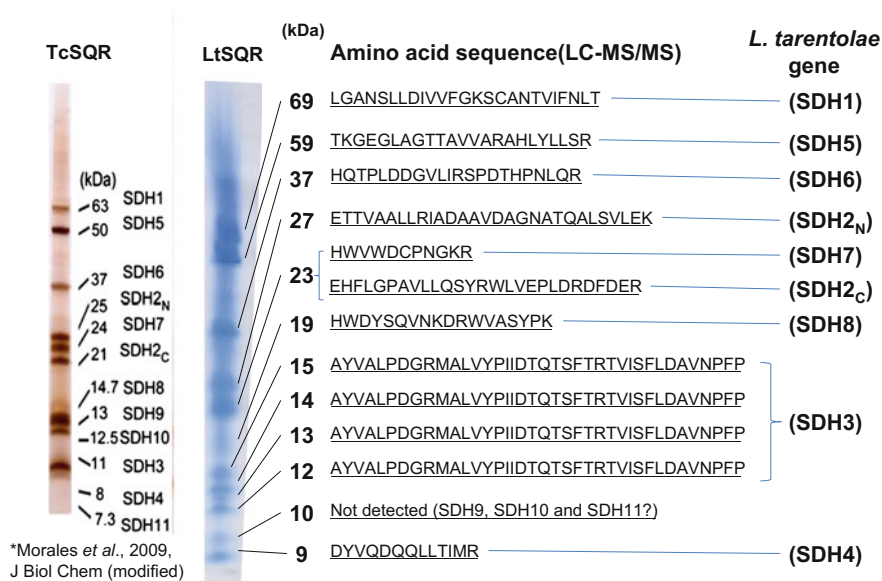 TcSQR
(kDa)
63 SDH1
50 SDH5
37 SDH6
25 SDH2N
24 SDH7
21 SDH2C
14.7 SDH8
13 SDH9
12.5 SDH10
11 SDH3
8 SDH4
7.3 SDH11
*Morales et al., 2009,
J Biol Chem (modified)
LtSQR
(kDa) Amino acid sequence(LC-MS/MS) L. tarentolae
gene
69 LGANSLLDIVVFGKSCANTVIFNLT (SDH1)
59 TKGEGLAGTTAVVARAHLYLLSR (SDH5)
37 HQTPLDDGVLIRSPDTHPNLQR (SDH6)
27 ETTVAALLRIADAAVDAGNATQALSVLEK (SDH2N)
23 HWVWDCPNGKR (SDH7)
EHFLGPAVLLQSYRWLVEPLDRDFDER (SDH2C)
19 HWDYSQVNKDRWVASYPK (SDH8)
15 AYVALPDGRMALVYPIIDTQTSFTRTVISFLDAVNPFP
14 AYVALPDGRMALVYPIIDTQTSFTRTVISFLDAVNPFP
(SDH3)
13 AYVALPDGRMALVYPIIDTQTSFTRTVISFLDAVNPFP
12 AYVALPDGRMALVYPIIDTQTSFTRTVISFLDAVNPFP
10 Not detected (SDH9, SDH10 and SDH11?)
9 DYVQDQQLLTIMR (SDH4)